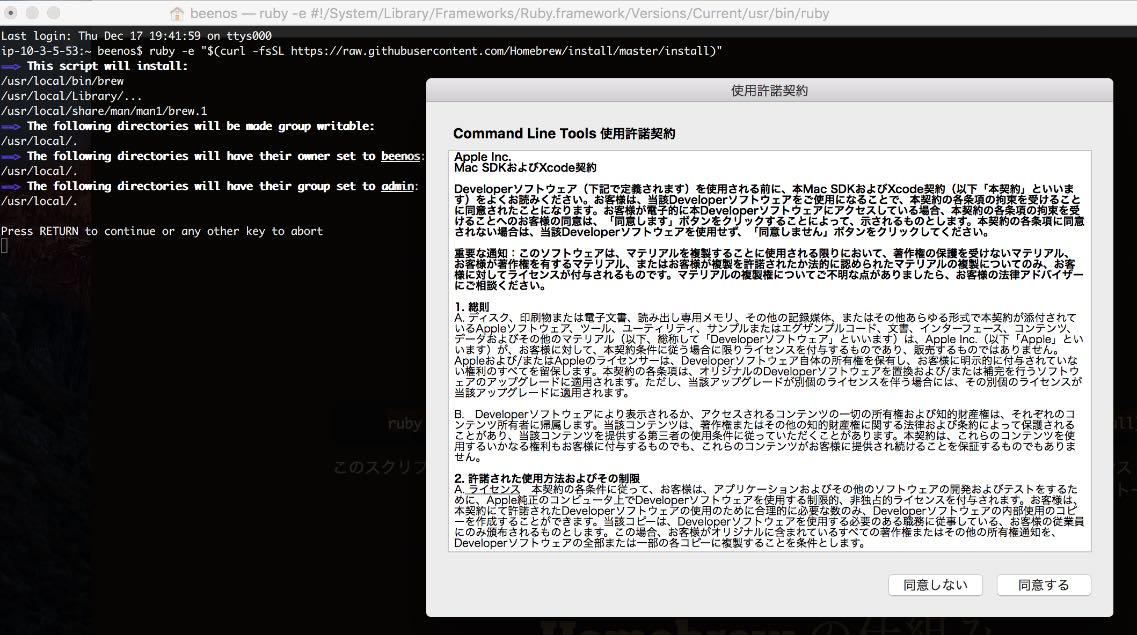 beenos — ruby -e #!/System/Library/Frameworks/Ruby.framework/Versions/Current/usr/bin/ruby
Last login: Thu Dec 17 19:41:59 on ttys000
ip-10-3-5-53:~ beenos$ ruby -e "$(curl -fsSL https://raw.githubusercontent.com/Homebrew/install/master/install)"
==> This script will install:
/usr/local/bin/brew
/usr/local/Library/...
/usr/local/share/man/man1/brew.1
==> The following directories will be made group writable:
/usr/local/.
==> The following directories will have their owner set to beenos:
/usr/local/.
==> The following directories will have their group set to admin:
/usr/local/.
Press RETURN to continue or any other key to abort
使用許諾契約
Command Line Tools 使用許諾契約
Apple Inc.
Mac SDKおよびXcode契約
Developerソフトウェア（下記で定義されます）を使用される前に、本Mac SDKおよびXcode契約（以下「本契約」といいま
す）をよくお読みください。お客様は、当該Developerソフトウェアをご使用になることで、本契約の各条項の拘束を受けること
に同意されたことになります。お客様が電子的に本Developerソフトウェアにアクセスしている場合、本契約の各条項の拘束を受
けることへのお客様の同意は、「同意します」ボタンをクリックすることによって、示されるものとします。本契約の各条項に同意
されない場合は、当該Developerソフトウェアを使用せず、「同意しません」ボタンをクリックしてください。
重要な通知：このソフトウェアは、マテリアルを複製することに使用される限りにおいて、著作権の保護を受けないマテリアル、
お客様が著作権を有するマテリアル、またはお客様が複製を許諾されたか法的に認められたマテリアルの複製についてのみ、お客
様に対してライセンスが付与されるものです。マテリアルの複製権についてご不明な点がありましたら、お客様の法律アドバイザー
にご相談ください。
1. 総則
A. ディスク、印刷物または電子文書、読み出し専用メモリ、その他の記録媒体、またはその他あらゆる形式で本契約が添付されて
いるAppleソフトウェア、ツール、ユーティリティ、サンプルまたはエグザンプルコード、文書、インターフェース、コンテンツ、
データおよびその他のマテリアル（以下、総称して「Developerソフトウェア」といいます）は、Apple Inc.（以下「Apple」とい
います）が、お客様に対して、本契約条件に従う場合に限りライセンスを付与するものであり、販売するものではありません。
Appleおよび/またはAppleのライセンサーは、Developerソフトウェア自体の所有権を保有し、お客様に明示的に付与されていな
い権利のすべてを留保します。本契約の各条項は、オリジナルのDeveloperソフトウェアを置換および/または補完を行うソフトウ
ェアのアップグレードに適用されます。ただし、当該アップグレードが別個のライセンスを伴う場合には、その別個のライセンスが
当該アップグレードに適用されます。
B.　Developerソフトウェアにより表示されるか、アクセスされるコンテンツの一切の所有権および知的財産権は、それぞれのコ
ンテンツ所有者に帰属します。当該コンテンツは、著作権またはその他の知的財産権に関する法律および条約によって保護される
ことがあり、当該コンテンツを提供する第三者の使用条件に従っていただくことがあります。本契約は、これらのコンテンツを使
用するいかなる権利もお客様に付与するものでも、これらのコンテンツがお客様に提供され続けることを保証するものでもありま
せん。
2. 許諾された使用方法およびその制限
A. ライセンス　本契約の各条件に従って、お客様は、アプリケーションおよびその他のソフトウェアの開発およびテストをするた
めに、Apple純正のコンピュータ上でDeveloperソフトウェアを使用する制限的、非独占的ライセンスを付与されます。お客様は、
本契約にて許諾されたDeveloperソフトウェアの使用のために合理的に必要な数のみ、Developerソフトウェアの内部使用のコピ
ーを作成することができます。当該コピーは、Developerソフトウェアを使用する必要のある職務に従事している、お客様の従業員
にのみ頒布されるものとします。この場合、お客様がオリジナルに含まれているすべての著作権またはその他の所有権通知を、
Developerソフトウェアの全部または一部の各コピーに複製することを条件とします。
同意しない
同意する
ruby
このスクリプ